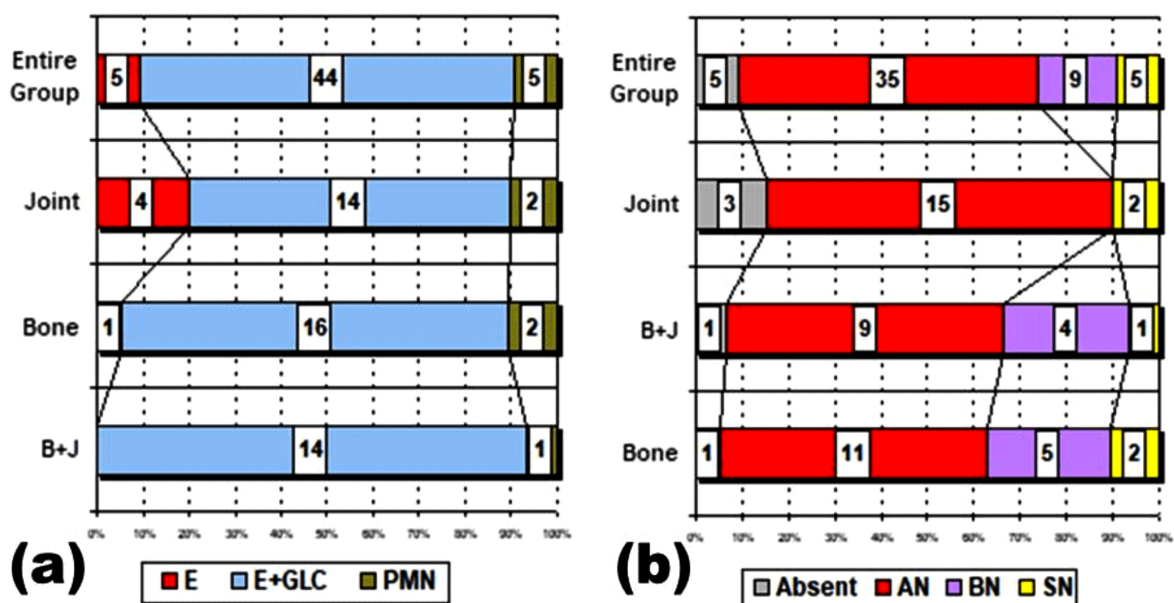 Entire
Group
5 44 5
Joint
4 14 2
Bone
1 16 2
B+J
14 1
0% 10% 20% 30% 40% 50% 60% 70% 80% 90% 100%
(a)
E E+GLC PMN
Entire
Group
5 35 9 5
Joint
3 15 2
B+J
1 9 4 1
Bone
1 11 5 2
0% 10% 20% 30% 40% 50% 60% 70% 80% 90% 100%
(b)
Absent AN BN SN